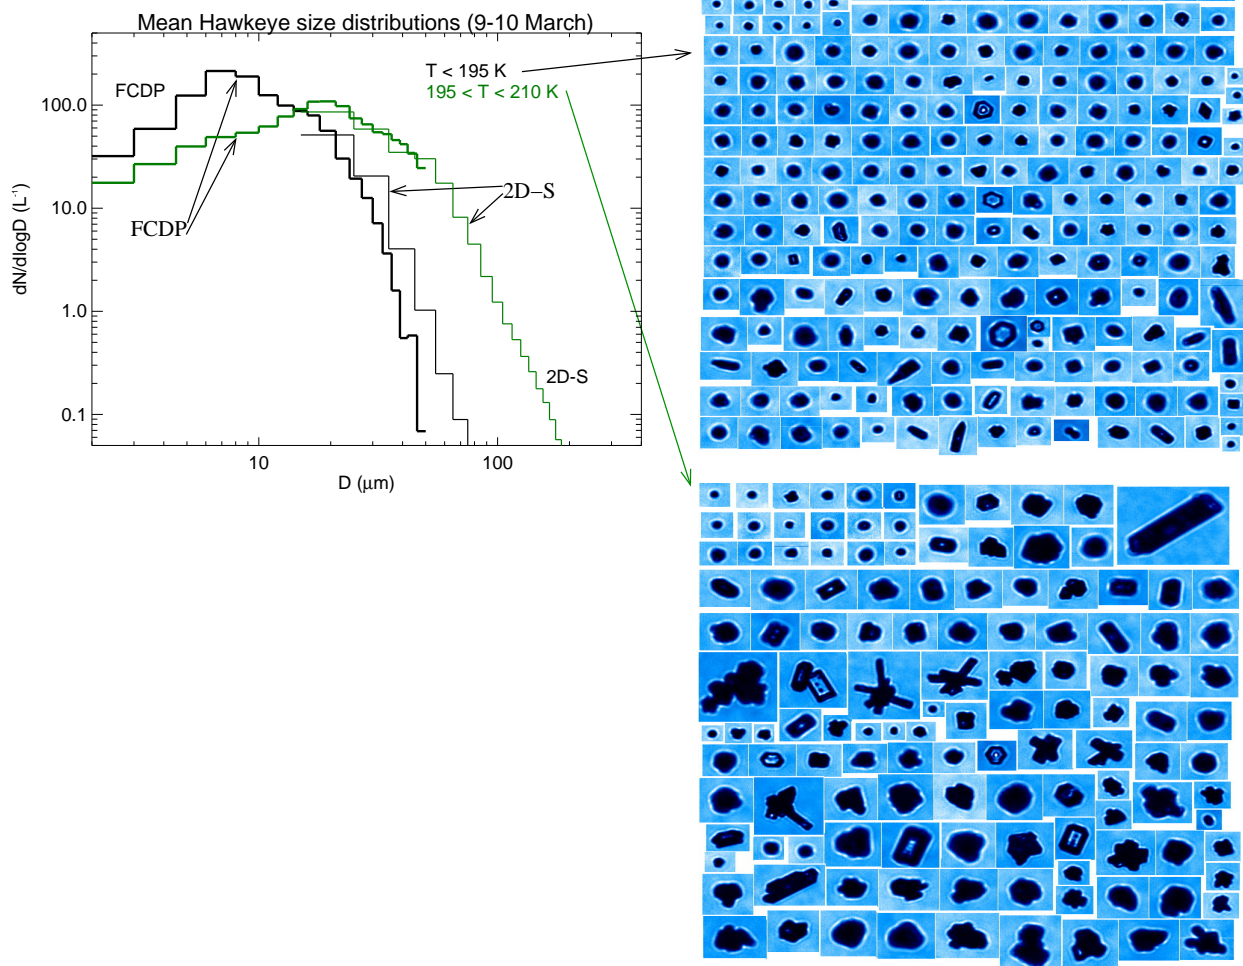 Mean Hawkeye size distributions (9-10 March)
T < 195 K
195 < T < 210 K
FCDP
100.0
10.0
1.0
0.1
dN/dlogD (L⁻¹)
2D–S
FCDP
2D-S
10
100
D (μm)